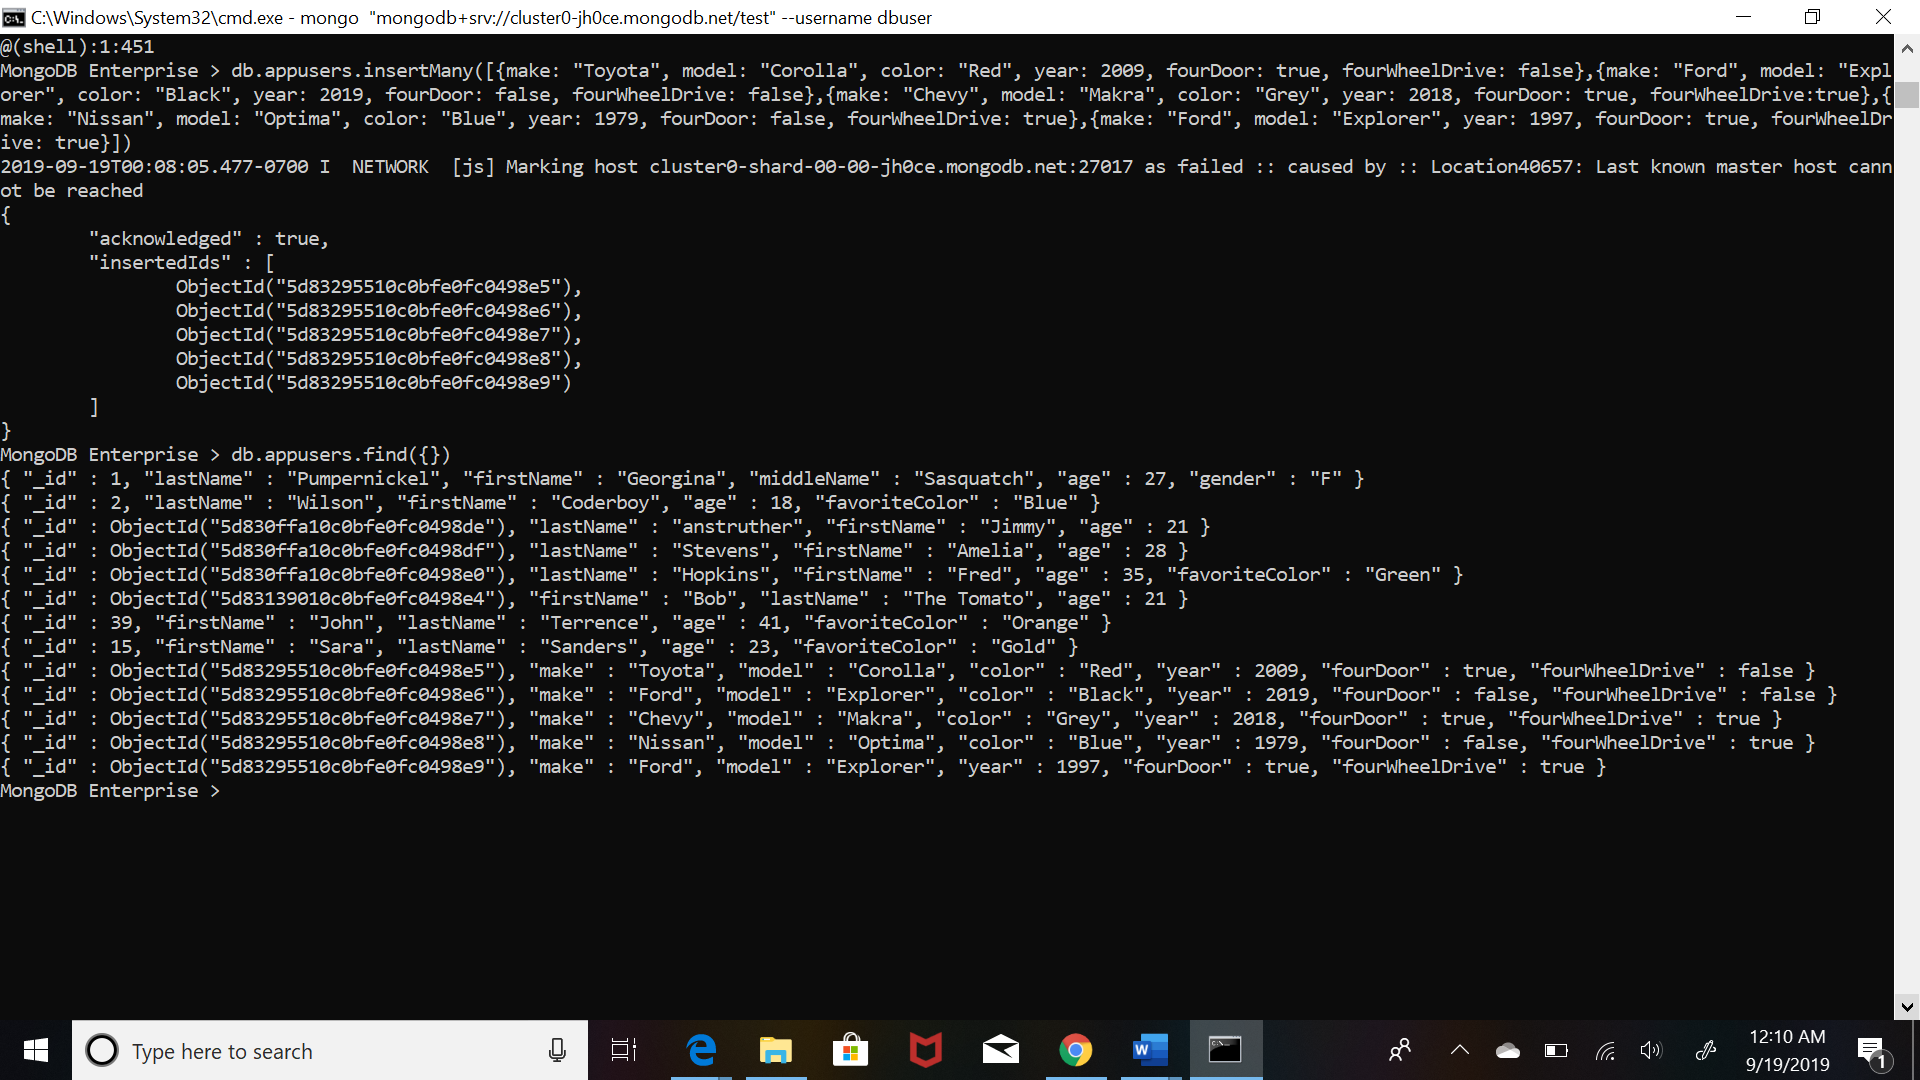 C:\Windows\System32\cmd.exe - mongo  "mongodb+srv://cluster0-jh0ce.mongodb.net/test" --username dbuser
@(shell):1:451
MongoDB Enterprise > db.appusers.insertMany([{make: "Toyota", model: "Corolla", color: "Red", year: 2009, fourDoor: true, fourWheelDrive: false},{make: "Ford", model: "Expl
orer", color: "Black", year: 2019, fourDoor: false, fourWheelDrive: false},{make: "Chevy", model: "Makra", color: "Grey", year: 2018, fourDoor: true, fourWheelDrive:true},{
make: "Nissan", model: "Optima", color: "Blue", year: 1979, fourDoor: false, fourWheelDrive: true},{make: "Ford", model: "Explorer", year: 1997, fourDoor: true, fourWheelDr
ive: true}])
2019-09-19T00:08:05.477-0700 I  NETWORK  [js] Marking host cluster0-shard-00-00-jh0ce.mongodb.net:27017 as failed :: caused by :: Location40657: Last known master host cann
ot be reached
{
        "acknowledged" : true,
        "insertedIds" : [
                ObjectId("5d83295510c0bfe0fc0498e5"),
                ObjectId("5d83295510c0bfe0fc0498e6"),
                ObjectId("5d83295510c0bfe0fc0498e7"),
                ObjectId("5d83295510c0bfe0fc0498e8"),
                ObjectId("5d83295510c0bfe0fc0498e9")
        ]
}
MongoDB Enterprise > db.appusers.find({})
{ "_id" : 1, "lastName" : "Pumpernickel", "firstName" : "Georgina", "middleName" : "Sasquatch", "age" : 27, "gender" : "F" }
{ "_id" : 2, "lastName" : "Wilson", "firstName" : "Coderboy", "age" : 18, "favoriteColor" : "Blue" }
{ "_id" : ObjectId("5d830ffa10c0bfe0fc0498de"), "lastName" : "anstruther", "firstName" : "Jimmy", "age" : 21 }
{ "_id" : ObjectId("5d830ffa10c0bfe0fc0498df"), "lastName" : "Stevens", "firstName" : "Amelia", "age" : 28 }
{ "_id" : ObjectId("5d830ffa10c0bfe0fc0498e0"), "lastName" : "Hopkins", "firstName" : "Fred", "age" : 35, "favoriteColor" : "Green" }
{ "_id" : ObjectId("5d83139010c0bfe0fc0498e4"), "firstName" : "Bob", "lastName" : "The Tomato", "age" : 21 }
{ "_id" : 39, "firstName" : "John", "lastName" : "Terrence", "age" : 41, "favoriteColor" : "Orange" }
{ "_id" : 15, "firstName" : "Sara", "lastName" : "Sanders", "age" : 23, "favoriteColor" : "Gold" }
{ "_id" : ObjectId("5d83295510c0bfe0fc0498e5"), "make" : "Toyota", "model" : "Corolla", "color" : "Red", "year" : 2009, "fourDoor" : true, "fourWheelDrive" : false }
{ "_id" : ObjectId("5d83295510c0bfe0fc0498e6"), "make" : "Ford", "model" : "Explorer", "color" : "Black", "year" : 2019, "fourDoor" : false, "fourWheelDrive" : false }
{ "_id" : ObjectId("5d83295510c0bfe0fc0498e7"), "make" : "Chevy", "model" : "Makra", "color" : "Grey", "year" : 2018, "fourDoor" : true, "fourWheelDrive" : true }
{ "_id" : ObjectId("5d83295510c0bfe0fc0498e8"), "make" : "Nissan", "model" : "Optima", "color" : "Blue", "year" : 1979, "fourDoor" : false, "fourWheelDrive" : true }
{ "_id" : ObjectId("5d83295510c0bfe0fc0498e9"), "make" : "Ford", "model" : "Explorer", "year" : 1997, "fourDoor" : true, "fourWheelDrive" : true }
MongoDB Enterprise >
Type here to search
12:10 AM
9/19/2019
1